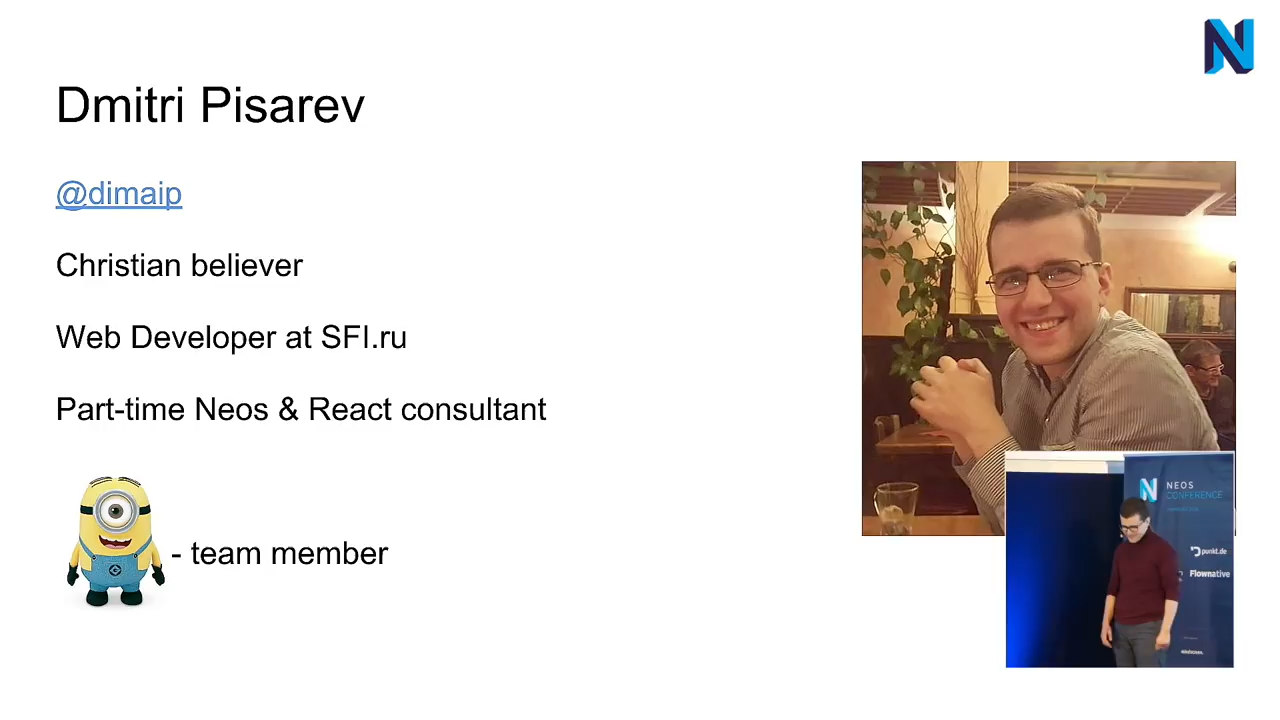 Dmitri Pisarev
@dimaip
Christian believer
Web Developer at SFI.ru
Part-time Neos & React consultant
- team member
NEOS
CONFERENCE
punkt.de
Flownative